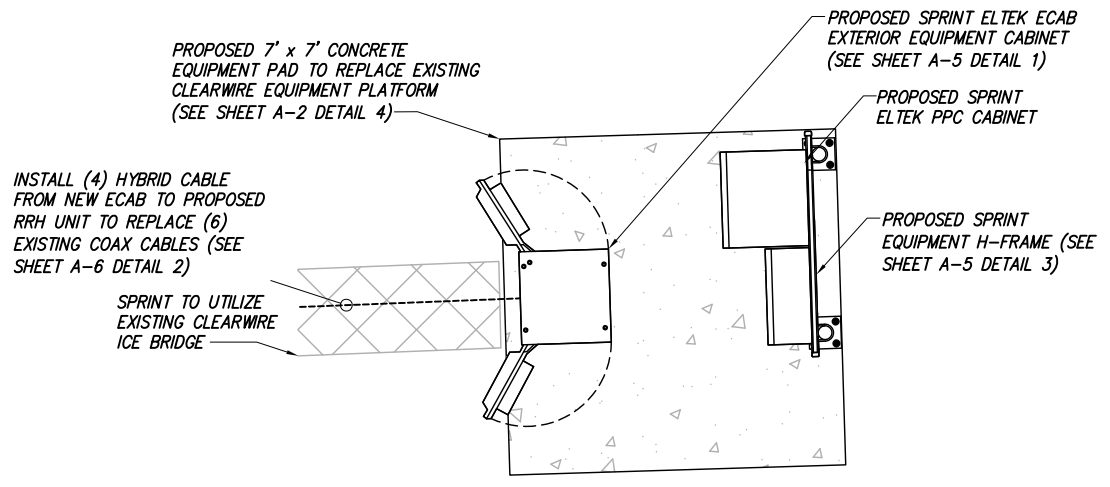 PROPOSED 7' x 7' CONCRETE
EQUIPMENT PAD TO REPLACE EXISTING
CLEARWIRE EQUIPMENT PLATFORM
(SEE SHEET A-2 DETAIL 4)
PROPOSED SPRINT ELTEK ECAB
EXTERIOR EQUIPMENT CABINET
(SEE SHEET A-5 DETAIL 1)
PROPOSED SPRINT
ELTEK PPC CABINET
INSTALL (4) HYBRID CABLE
FROM NEW ECAB TO PROPOSED
RRH UNIT TO REPLACE (6)
EXISTING COAX CABLES (SEE
SHEET A-6 DETAIL 2)
PROPOSED SPRINT
EQUIPMENT H-FRAME (SEE
SHEET A-5 DETAIL 3)
SPRINT TO UTILIZE
EXISTING CLEARWIRE
ICE BRIDGE